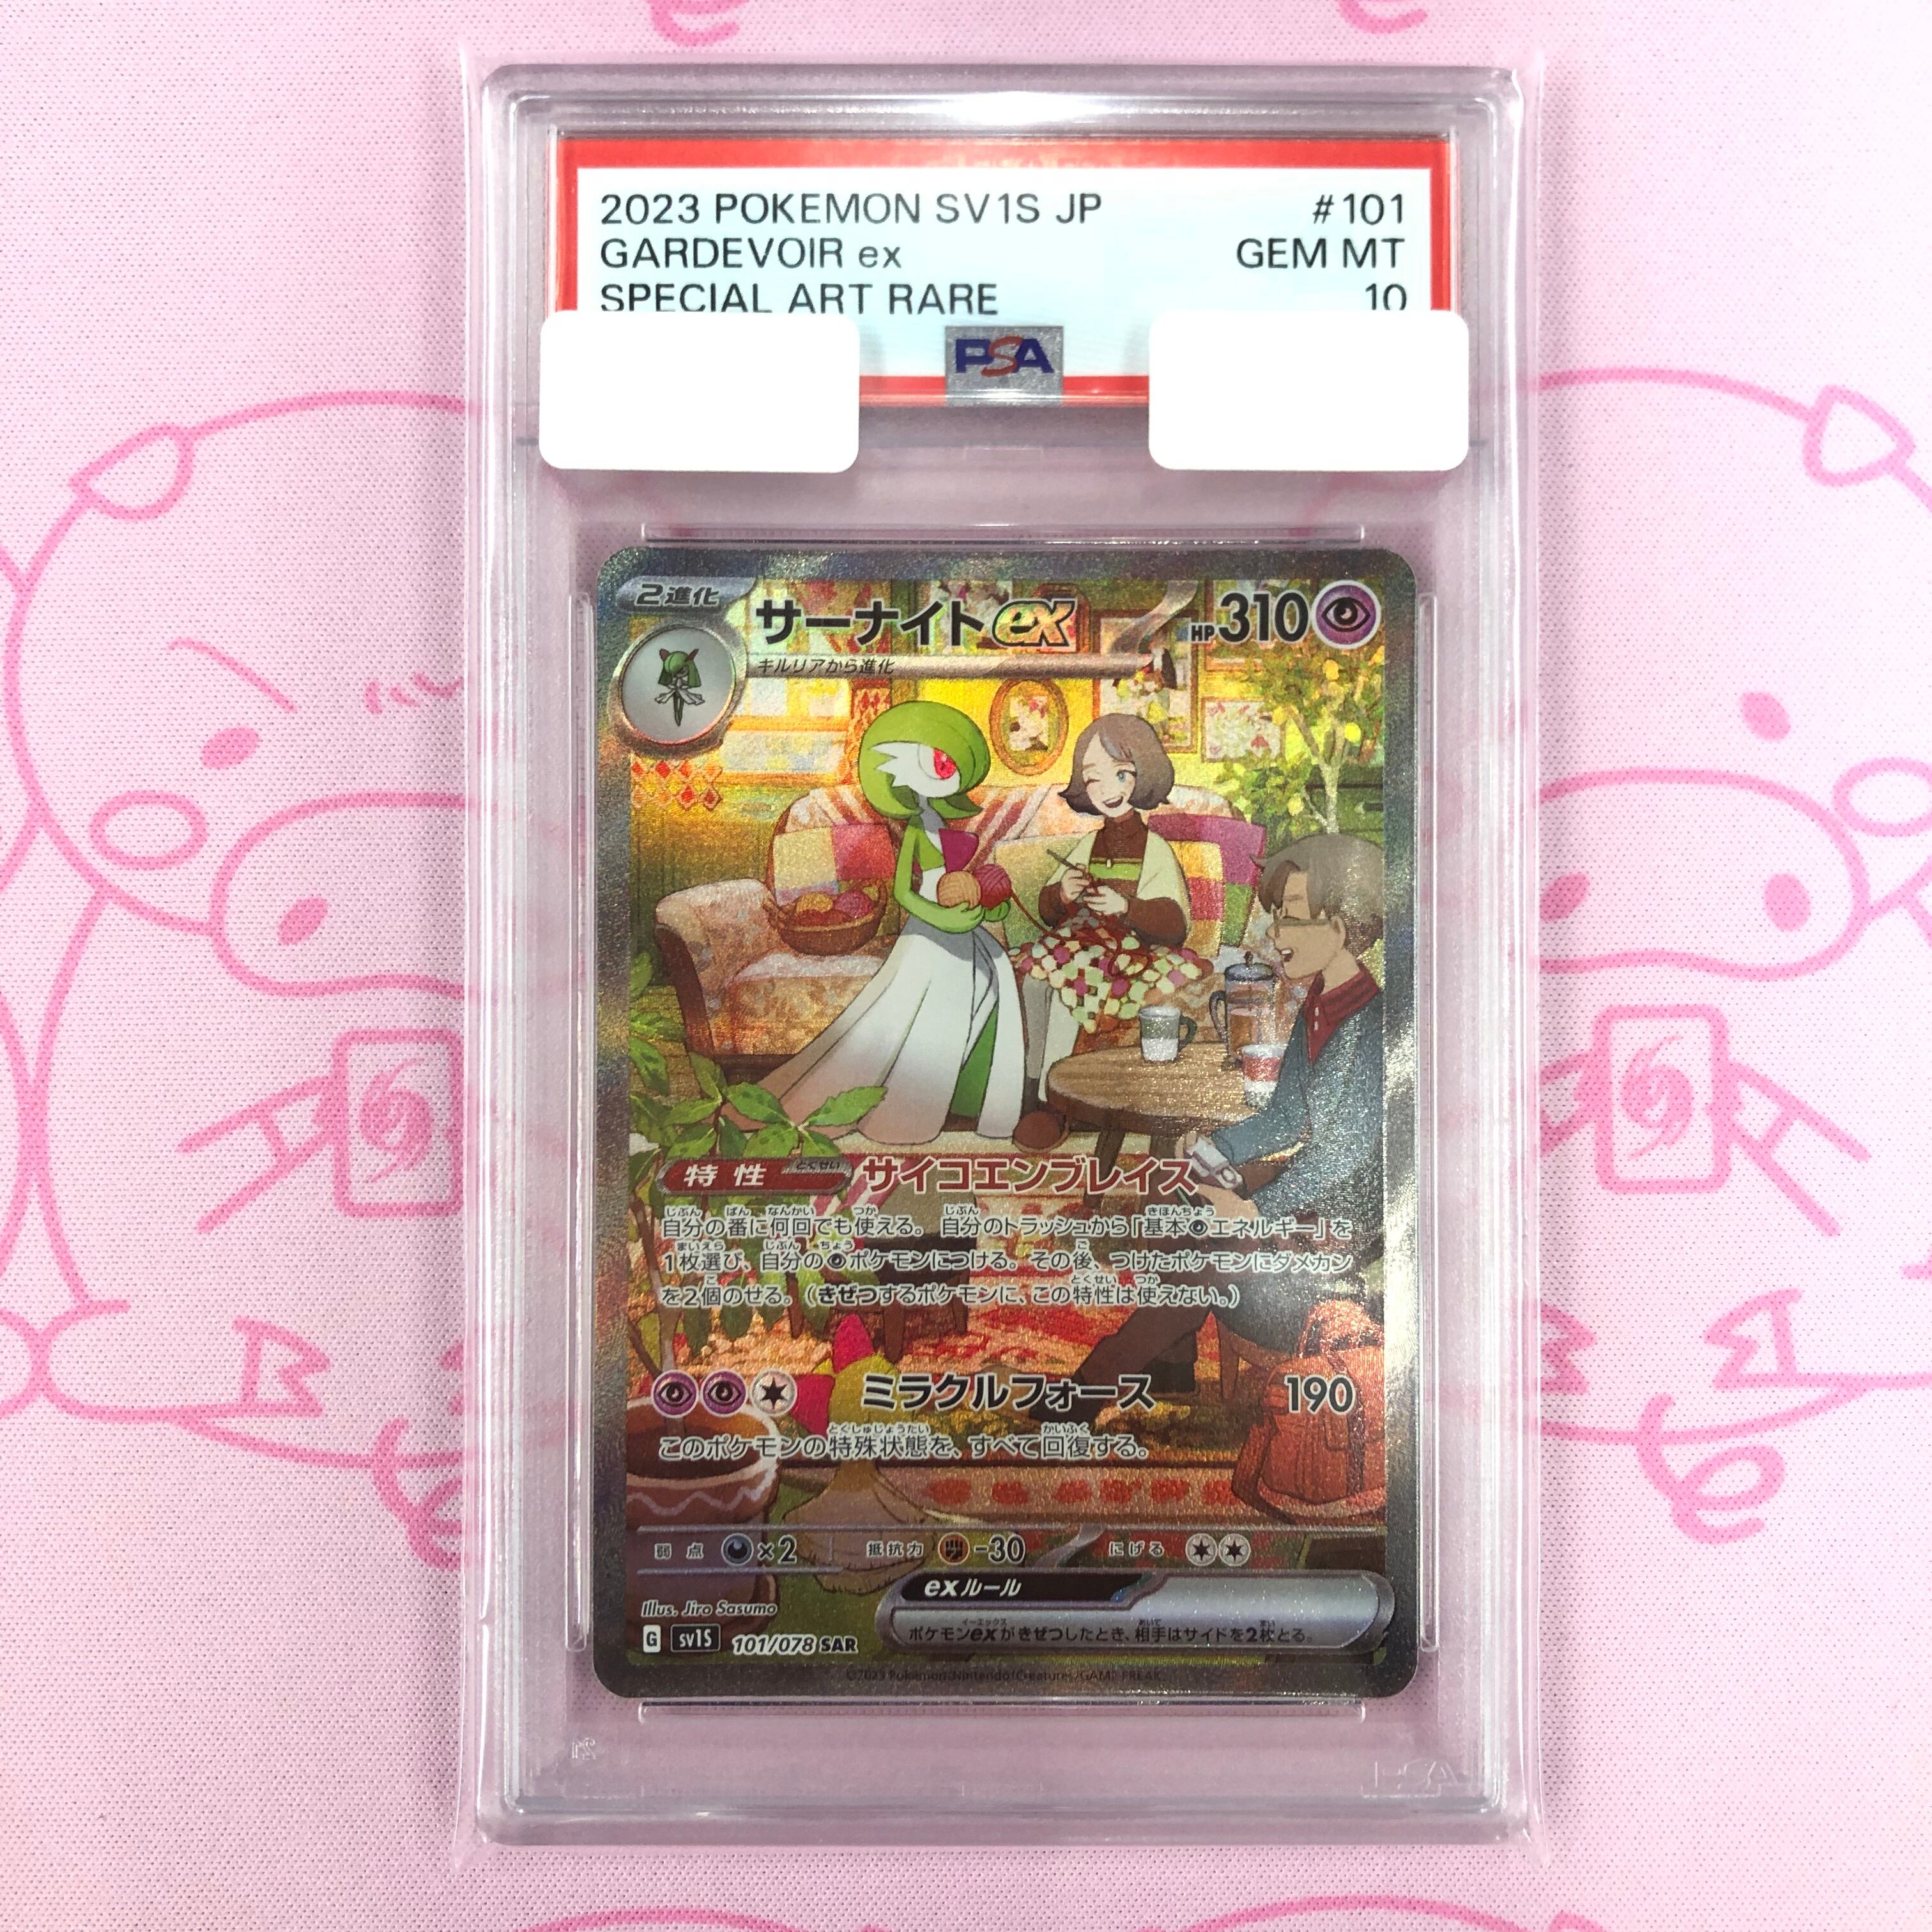 2023 POKEMON SV1S JP #101
GARDEVOIR ex GEM MT
SPECIAL ART RARE 10
PSA
2進化
サーナイトex HP310
キルリアから進化
特性 とくせい サイコエンブレイス
自分の番に何回でも使える。自分のトラッシュから「基本エネルギー」を
1枚選び、自分のポケモンにつける。その後、つけたポケモンにダメカン
を2個のせる。(きぜつするポケモンに、この特性は使えない。)
ミラクルフォース 190
このポケモンの特殊状態を、すべて回復する。
弱点 ×2 抵抗力 -30 にげる
exルール
ポケモンexがきぜつしたとき、相手はサイドを2枚とる。
Illus. Jiro Sasumo
G SV1S 101/078 SAR
©2023 Pokémon/Nintendo/Creatures/GAME FREAK